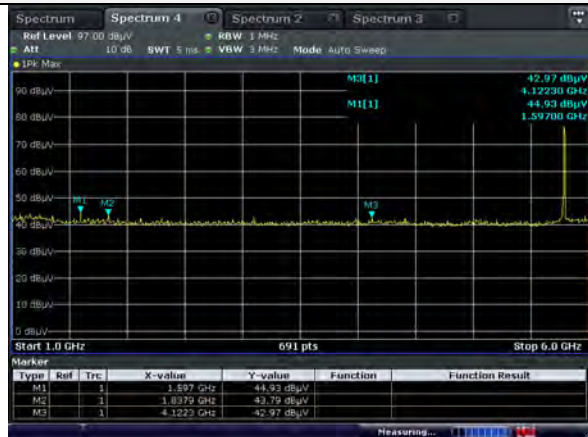 Spectrum Spectrum 4 Spectrum 2 Spectrum 3
Ref Level 97.00 dBµV RBW 1 MHz
Att 10 dB SWT 5 ms VBW 3 MHz Mode Auto Sweep
1Pk Max
M3[1] 42.97 dBµV
4.12230 GHz
M1[1] 44.93 dBµV
1.59700 GHz
90 dBµV
80 dBµV
70 dBµV
60 dBµV
50 dBµV
M1 M2 M3
40 dBµV
30 dBµV
20 dBµV
10 dBµV
0 dBµV
Start 1.0 GHz 691 pts Stop 6.0 GHz
Marker
Type Ref Trc X-value Y-value Function Function Result
M1 1 1.597 GHz 44.93 dBµV
M2 1 1.8379 GHz 43.79 dBµV
M3 1 4.1223 GHz 42.97 dBµV
Measuring...